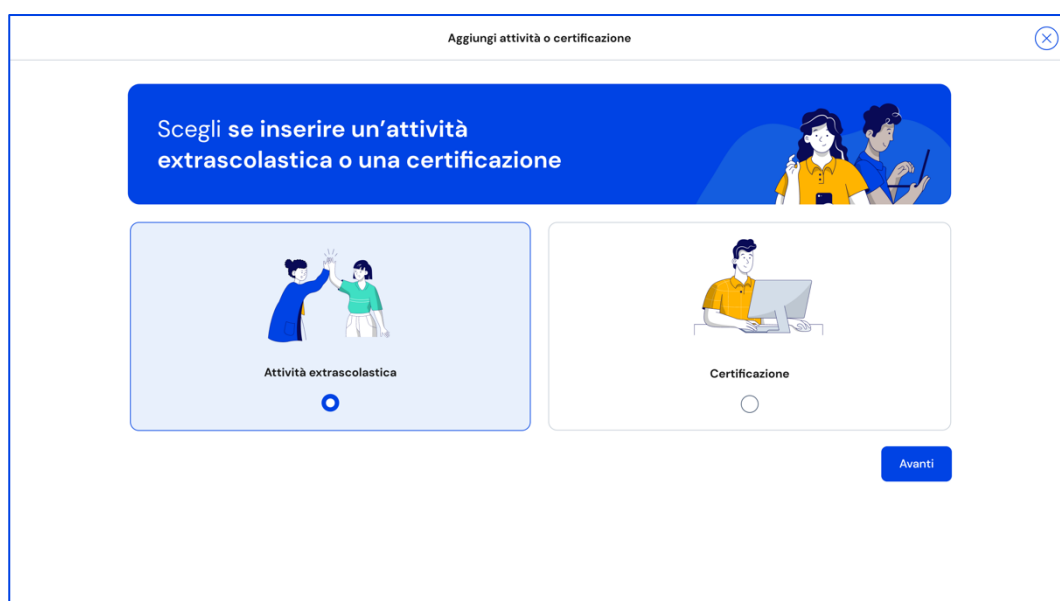 Aggiungi attività o certificazione
Scegli se inserire un’attività
extrascolastica o una certificazione
Attività extrascolastica
Certificazione
Avanti